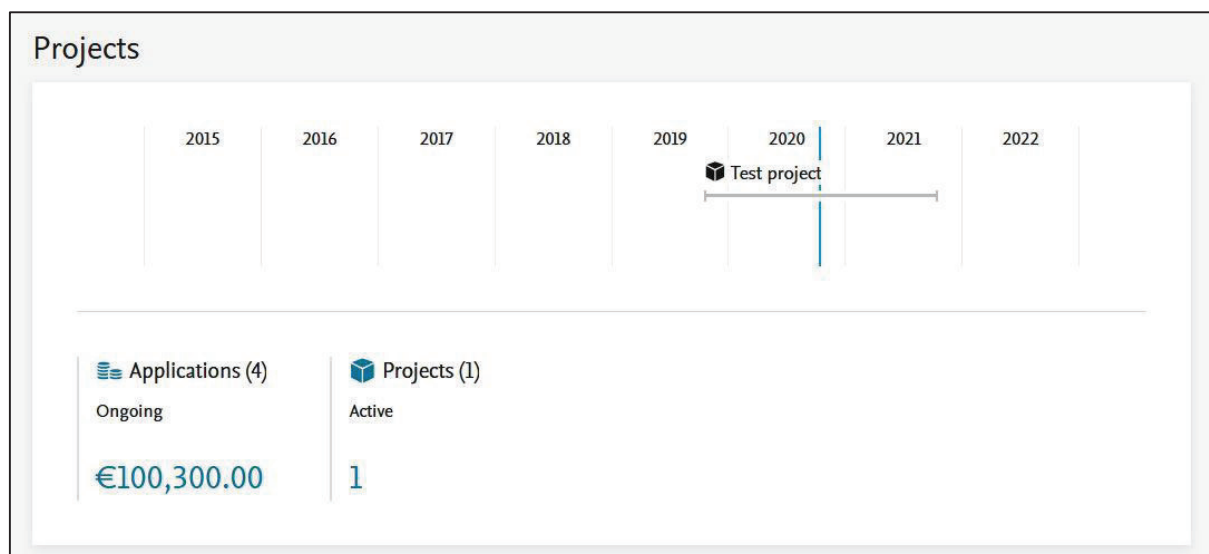 Projects
2015 2016 2017 2018 2019 2020 2021 2022
Test project
Applications (4) Projects (1)
Ongoing Active
€100,300.00 1